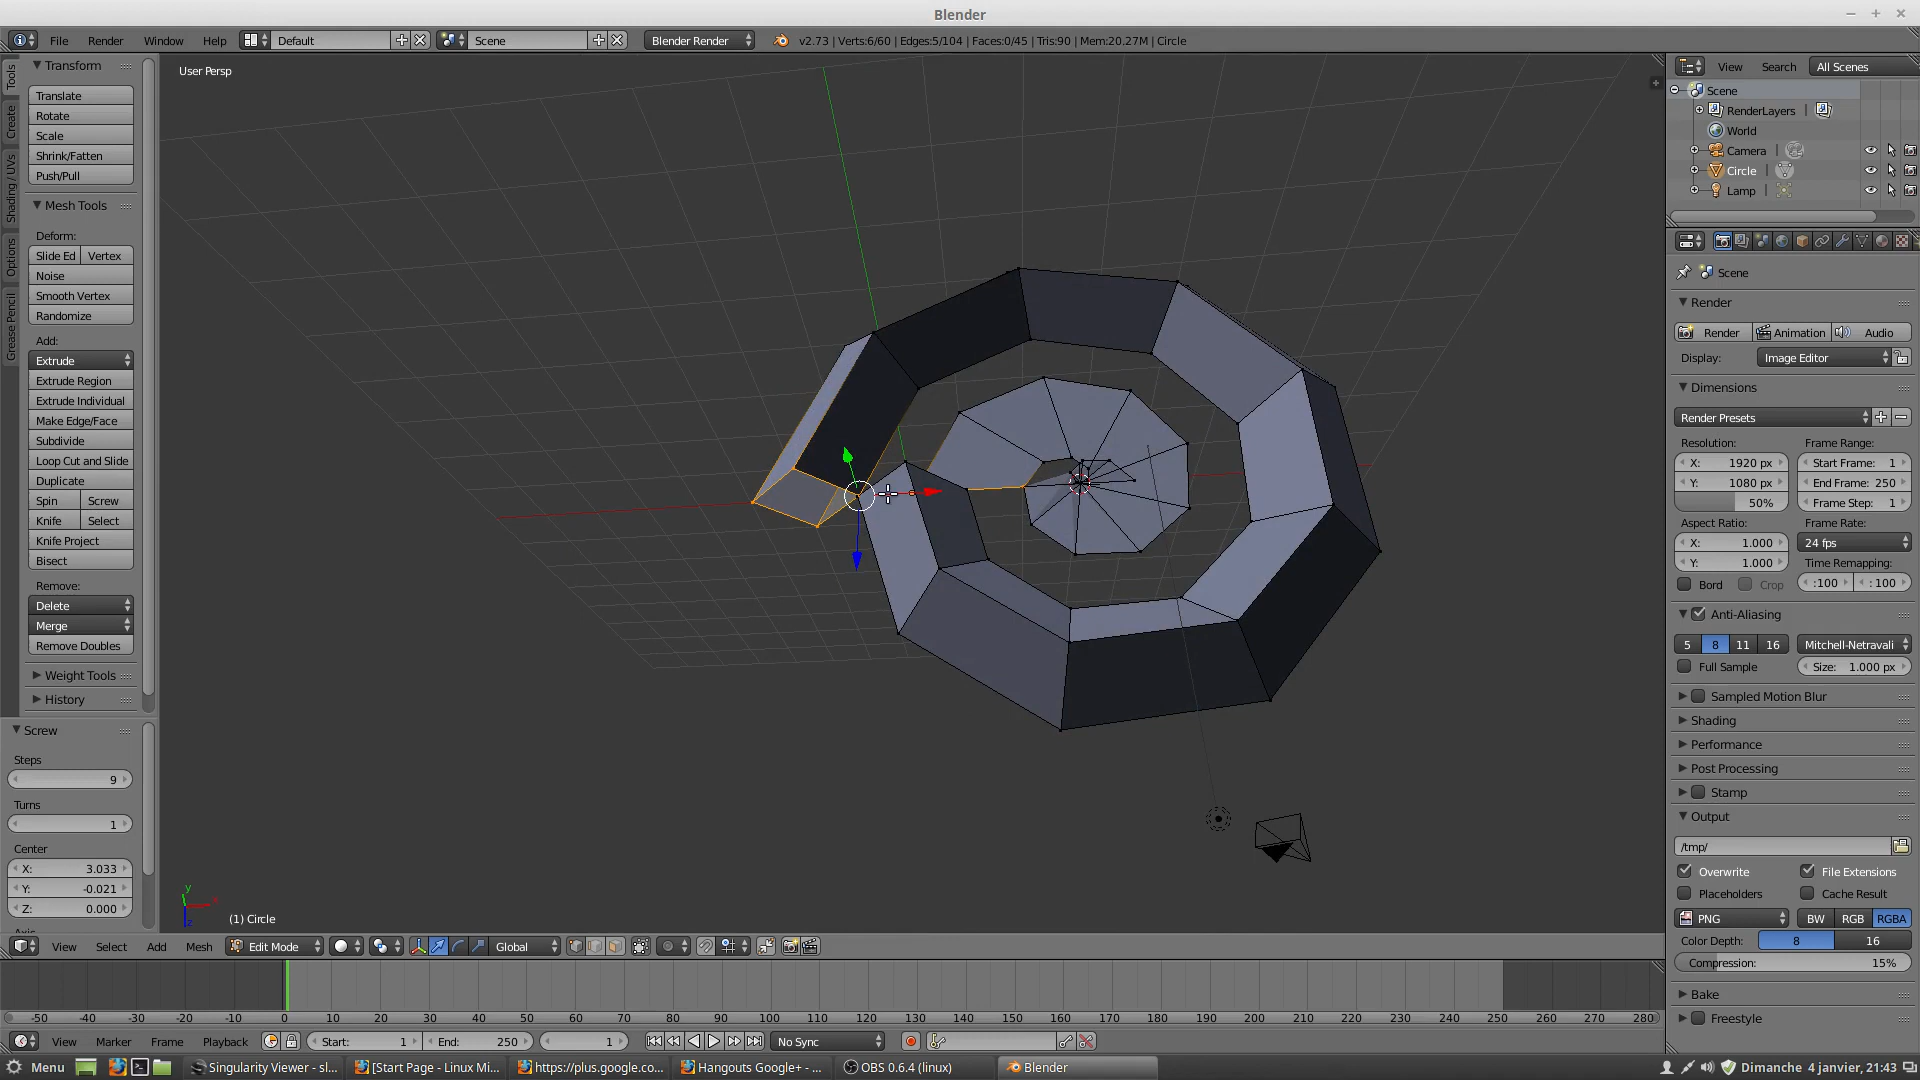 Blender
File Render Window Help Default Scene Blender Render v2.73 | Verts:6/60 | Edges:5/104 | Faces:0/45 | Tris:90 | Mem:20.27M | Circle
Tools
Create
Shading / UVs
Options
Grease Pencil
Transform
Translate
Rotate
Scale
Shrink/Fatten
Push/Pull
Mesh Tools
Deform:
Slide Ed Vertex
Noise
Smooth Vertex
Randomize
Add:
Extrude
Extrude Region
Extrude Individual
Make Edge/Face
Subdivide
Loop Cut and Slide
Duplicate
Spin Screw
Knife Select
Knife Project
Bisect
Remove:
Delete
Merge
Remove Doubles
Weight Tools
History
Screw
Steps
9
Turns
1
Center
X: 3.033
Y: -0.021
Z: 0.000
User Persp
y
x
z
(1) Circle
View Search All Scenes
Scene
RenderLayers |
World
Camera |
Circle |
Lamp |
Scene
Render
Render Animation Audio
Display: Image Editor
Dimensions
Render Presets
Resolution: Frame Range:
X: 1920 px Start Frame: 1
Y: 1080 px End Frame: 250
50% Frame Step: 1
Aspect Ratio: Frame Rate:
X: 1.000 24 fps
Y: 1.000 Time Remapping:
Bord Crop :100 : 100
Anti-Aliasing
5 8 11 16 Mitchell-Netravali
Full Sample Size: 1.000 px
Sampled Motion Blur
Shading
Performance
Post Processing
Stamp
Output
/tmp/
Overwrite File Extensions
Placeholders Cache Result
PNG BW RGB RGBA
Color Depth: 8 16
Compression: 15%
Bake
Freestyle
View Select Add Mesh Edit Mode Global
-50 -40 -30 -20 -10 0 10 20 30 40 50 60 70 80 90 100 110 120 130 140 150 160 170 180 190 200 210 220 230 240 250 260 270 280
View Marker Frame Playback Start: 1 End: 250 1 No Sync
Menu Singularity Viewer - sl... [Start Page - Linux Mi... https://plus.google.co... Hangouts Google+ - ... OBS 0.6.4 (linux) Blender Dimanche 4 janvier, 21:43